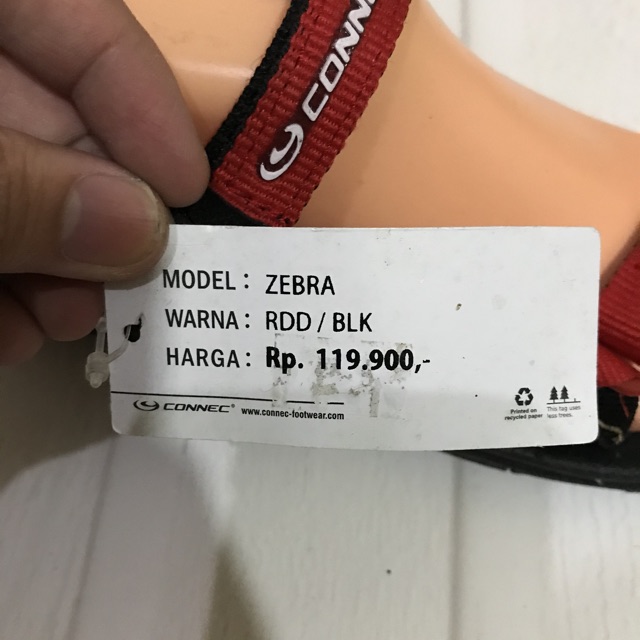 CONNEC
MODEL : ZEBRA
WARNA : RDD / BLK
HARGA : Rp. 119.900,-
CONNEC® www.connec-footwear.com
Printed on
recycled paper
This tag uses
less trees.